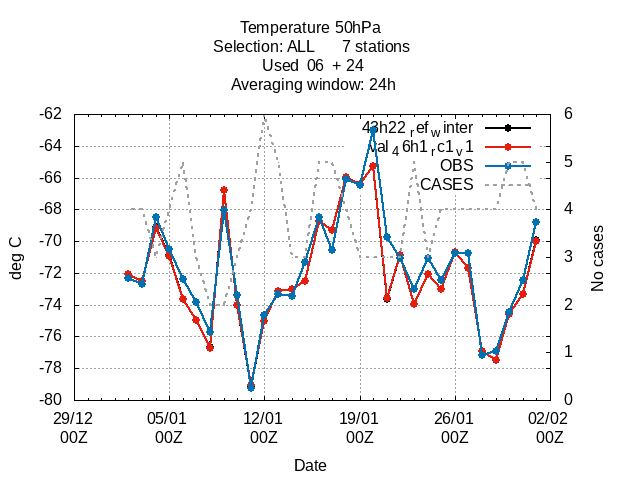 Temperature 50hPa
Selection: ALL 7 stations
Used 06 + 24
Averaging window: 24h
43h22_ref_winter
val_46h1_rc1_v1
OBS
CASES
-62
-64
-66
-68
-70
-72
-74
-76
-78
-80
6
5
4
3
2
1
0
deg C
No cases
29/12 05/01 12/01 19/01 26/01 02/02
00Z 00Z 00Z 00Z 00Z 00Z
Date